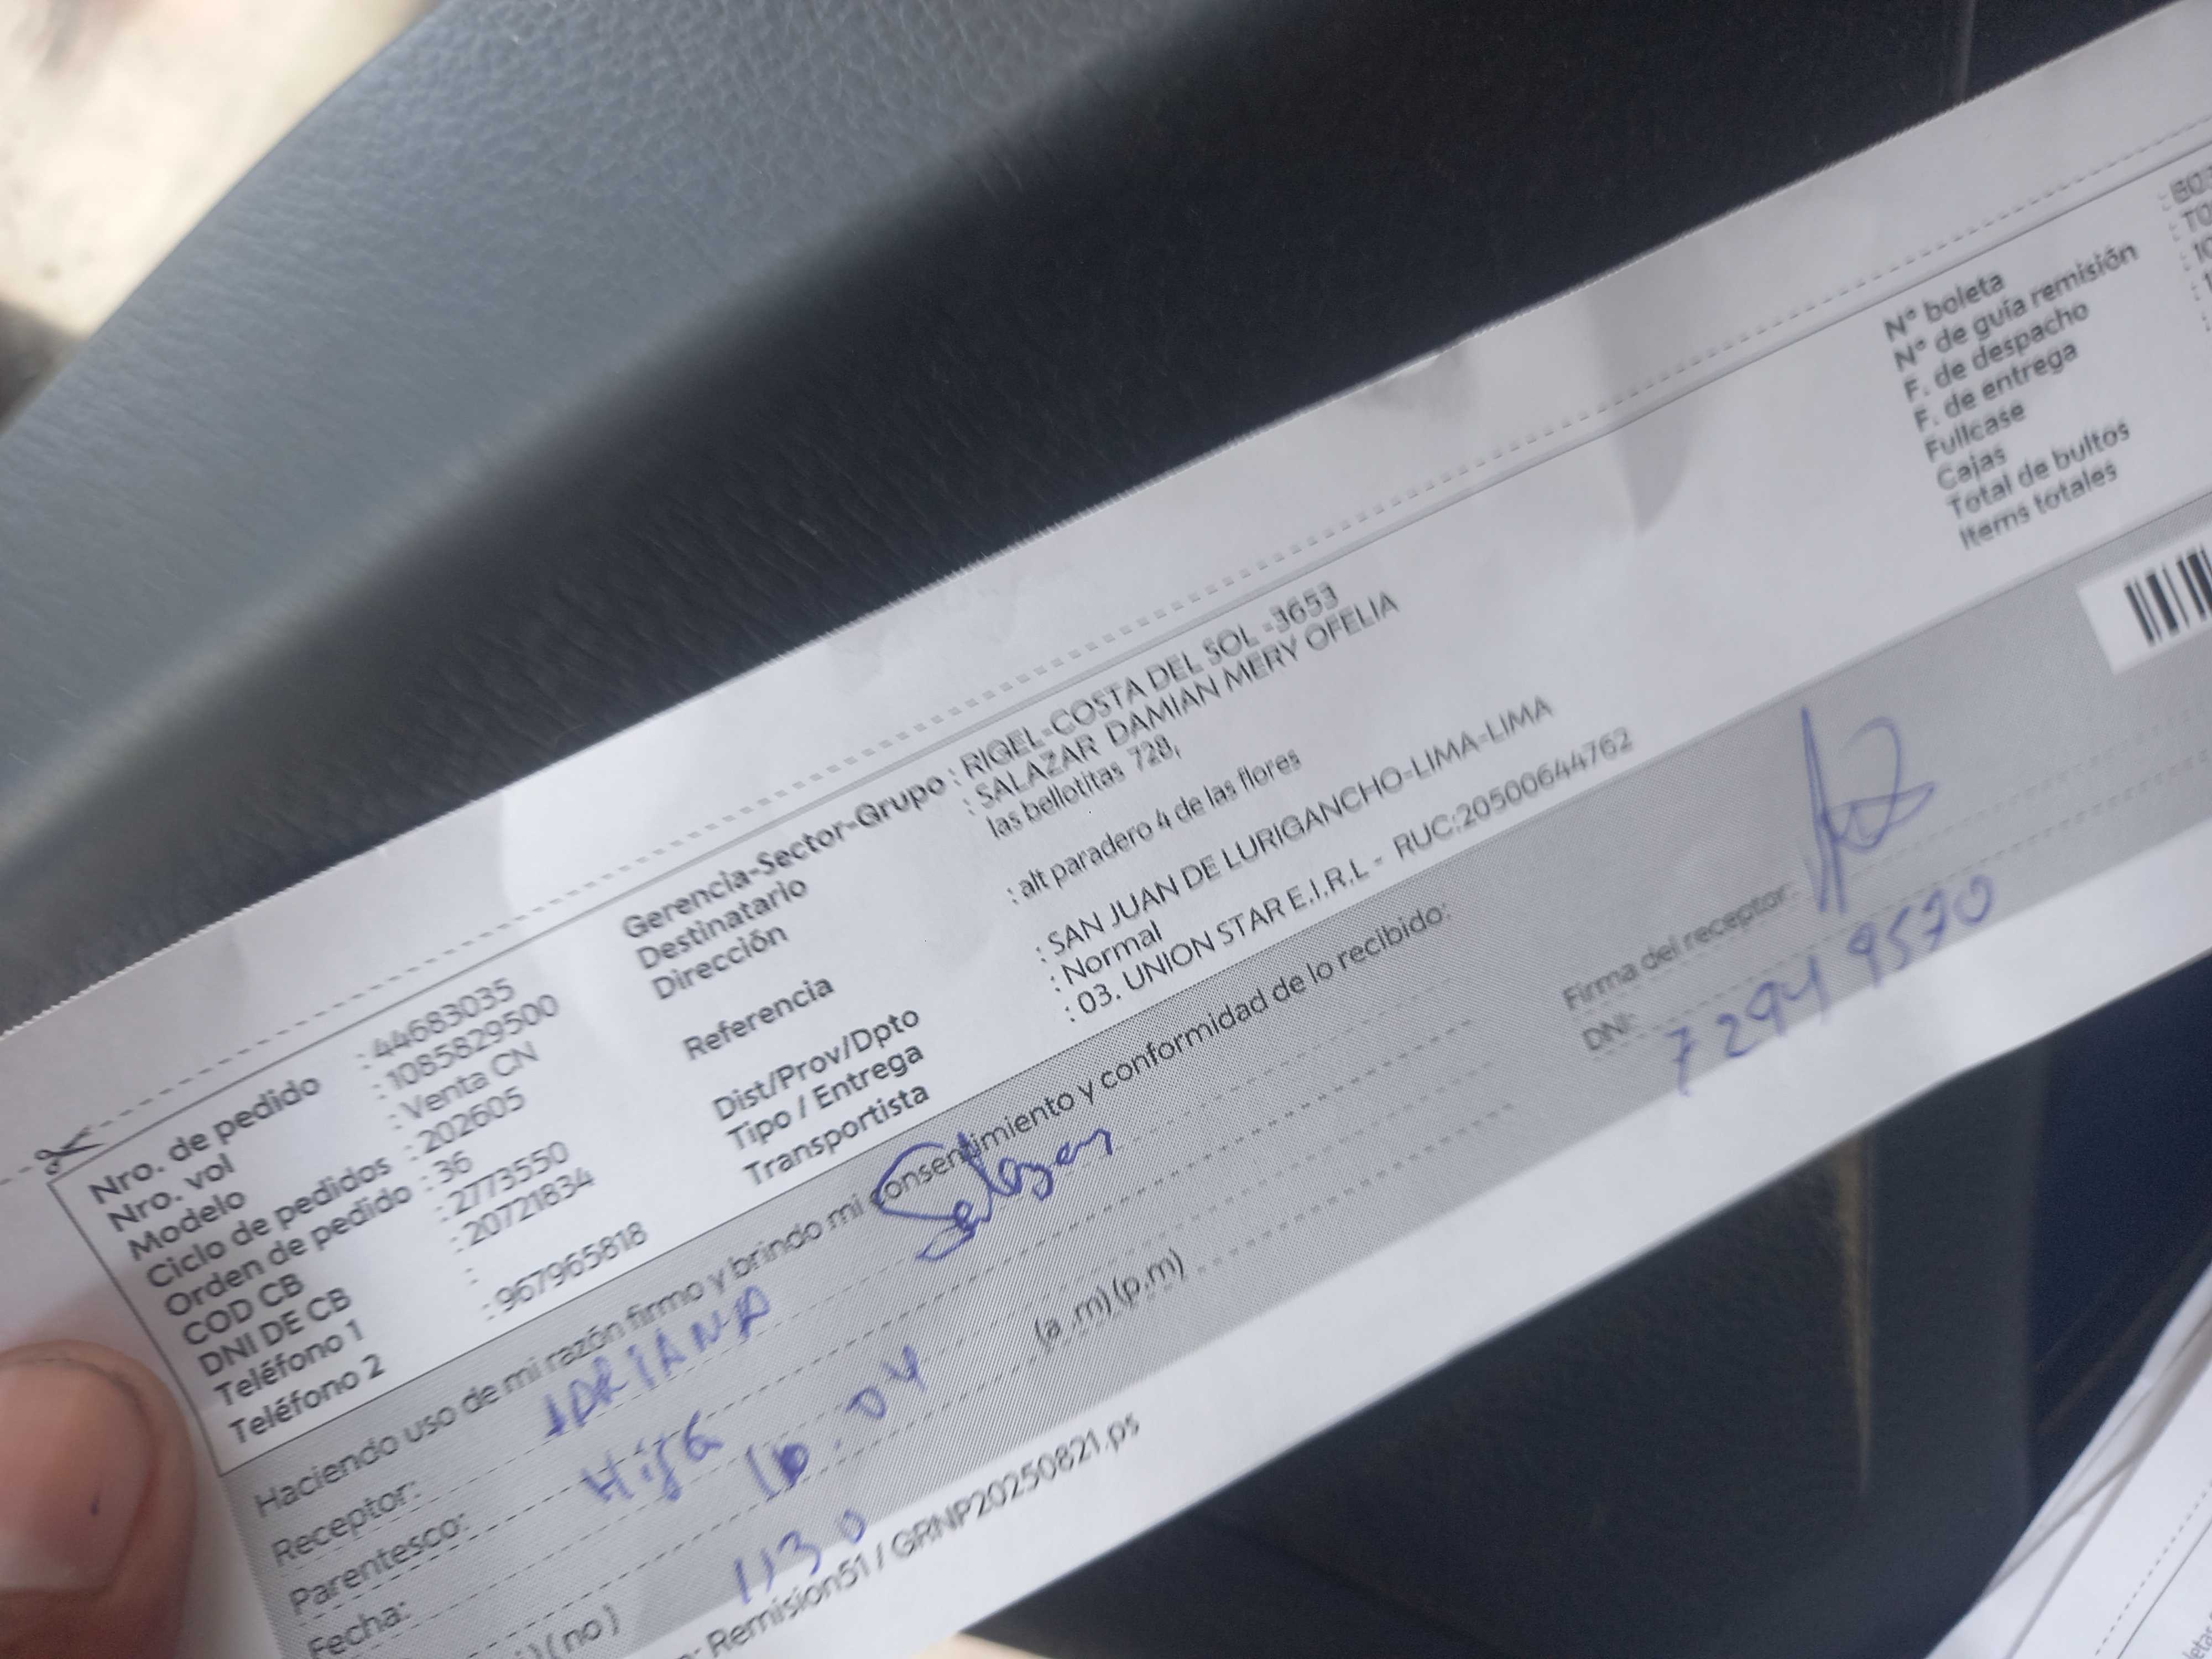 Nro. de pedido : 44683035
Nro. vol : 1085829500
Modelo : Venta CN
Ciclo de pedidos : 202605
Orden de pedido : 36
COD CB : 2773550
DNI DE CB : 20721834
Teléfono 1 :
Teléfono 2 : 967965818
Gerencia-Sector-Grupo : RIGEL-COSTA DEL SOL -3653
Destinatario : SALAZAR DAMIAN MERY OFELIA
Dirección las bellotitas 728,
Referencia : alt paradero 4 de las flores
Dist/Prov/Dpto : SAN JUAN DE LURIGANCHO-LIMA-LIMA
Tipo / Entrega : Normal
Transportista : 03. UNION STAR E.I.R.L - RUC:20500644762
N° boleta
N° de guía remisión
F. de despacho
F. de entrega
Fullcase
Cajas
Total de bultos
Items totales
Haciendo uso de mi razón firmo y brindo mi consentimiento y conformidad de lo recibido:
Receptor: ADRIANA Salazar
Parentesco: Hija
Fecha: 04
(no) 1130 (a .m) (p.m)
Firma del receptor:
DNI: 72949570
Remision51 / GRNP20250821.ps